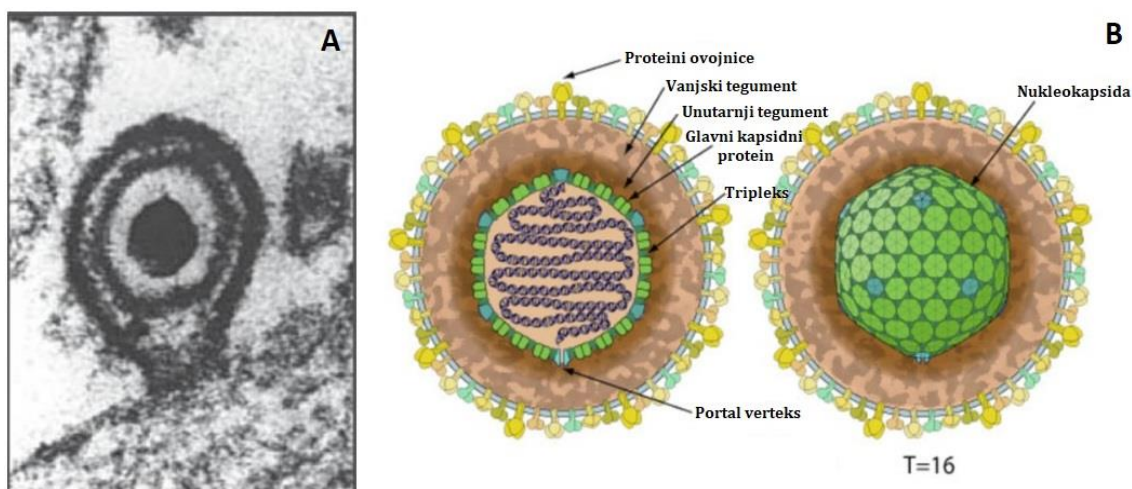 A
B
Proteini ovojnice
Vanjski tegument
Unutarnji tegument
Glavni kapsidni
protein
Tripleks
Portal verteks
Nukleokapsida
T=16